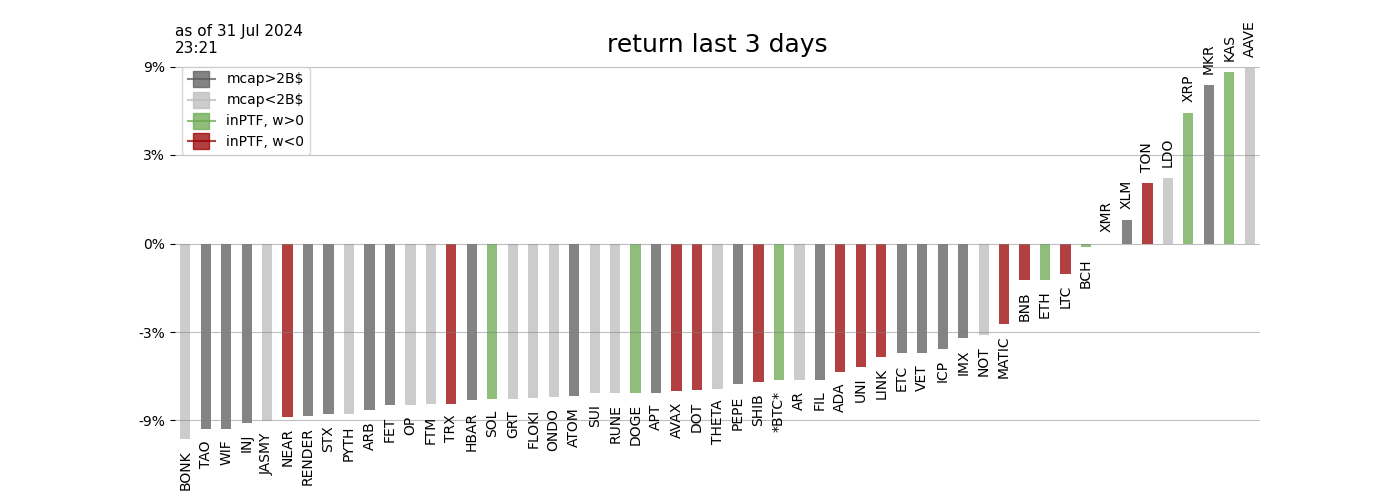 as of 31 Jul 2024
23:21
return last 3 days
mcap>2B$
mcap<2B$
inPTF, w>0
inPTF, w<0
9%
3%
0%
-3%
-9%
BONK
TAO
WIF
INJ
JASMY
NEAR
RENDER
STX
PYTH
ARB
FET
OP
FTM
TRX
HBAR
SOL
GRT
FLOKI
ONDO
ATOM
SUI
RUNE
DOGE
APT
AVAX
DOT
THETA
PEPE
SHIB
*BTC*
AR
FIL
ADA
UNI
LINK
ETC
VET
ICP
IMX
NOT
MATIC
BNB
ETH
LTC
BCH
XMR
XLM
TON
LDO
XRP
MKR
KAS
AAVE